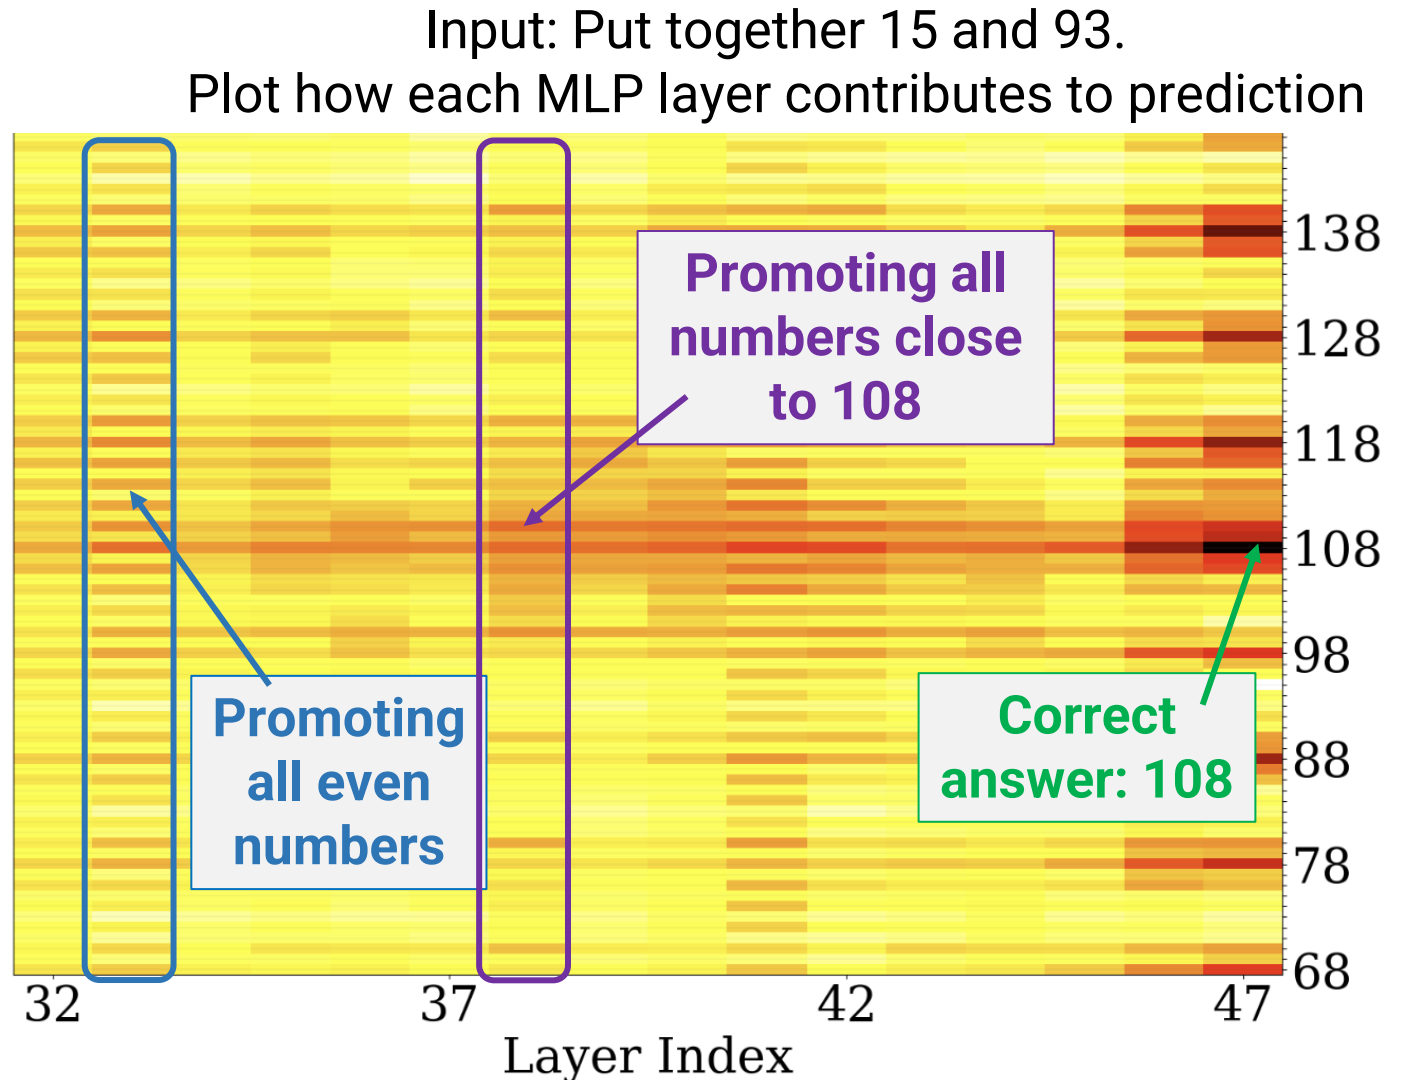 Input: Put together 15 and 93.
Plot how each MLP layer contributes to prediction
138
Promoting all
numbers close
to 108
128
118
108
98
Promoting
all even
numbers
Correct
answer: 108
88
78
68
32
37
42
47
Layer Index